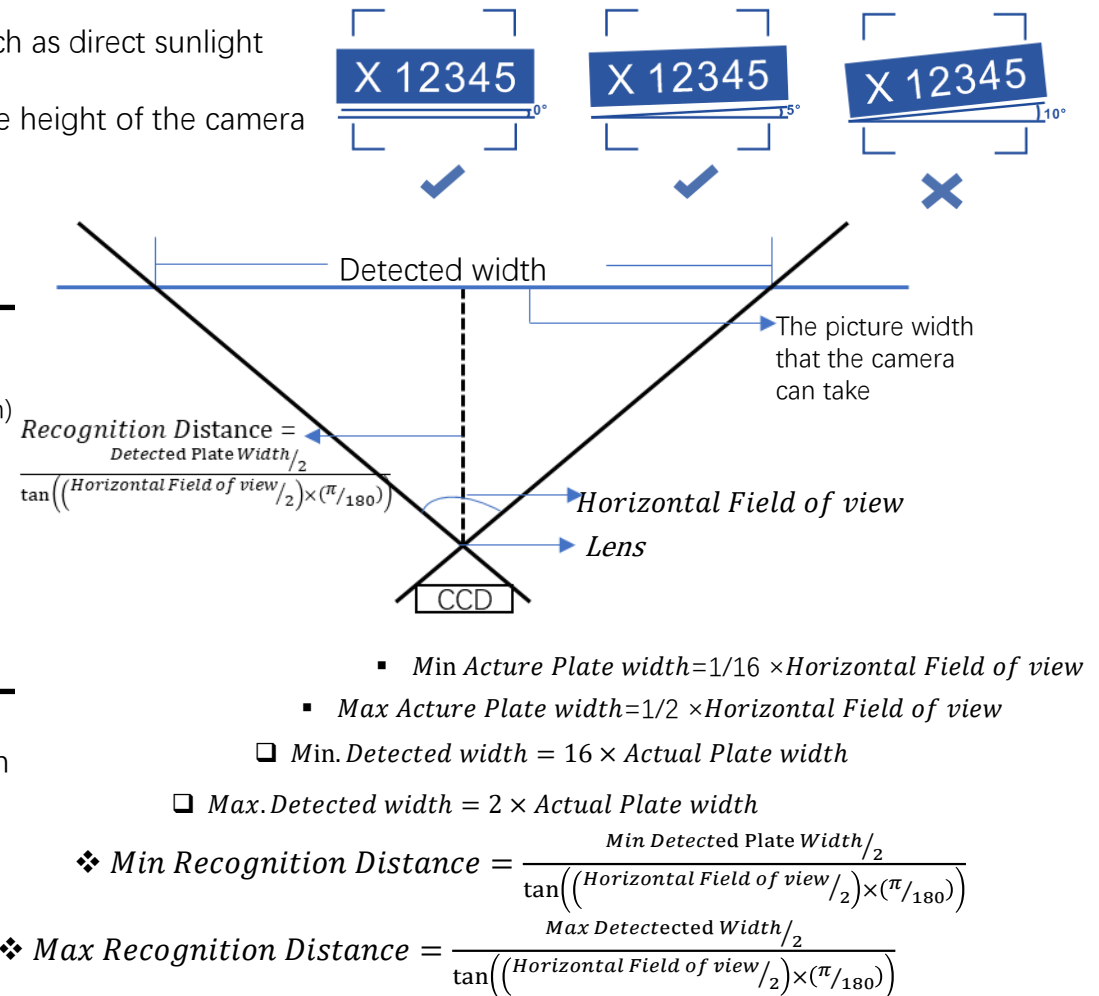 ch as direct sunlight
e height of the camera
X 12345
0°
X 12345
5°
X 12345
10°
Detected width
The picture width
that the camera
can take
n)
Recognition Distance =
Detected Plate Width/2
tan((Horizontal Field of view/2)×(π/180))
Horizontal Field of view
Lens
CCD
▪ Min Acture Plate width=1/16 ×Horizontal Field of view
▪ Max Acture Plate width=1/2 ×Horizontal Field of view
n
❑ Min. Detected width = 16 × Actual Plate width
❑ Max. Detected width = 2 × Actual Plate width
❖ Min Recognition Distance = Min Detected Plate Width/2
tan((Horizontal Field of view/2)×(π/180))
❖ Max Recognition Distance = Max Detectected Width/2
tan((Horizontal Field of view/2)×(π/180))